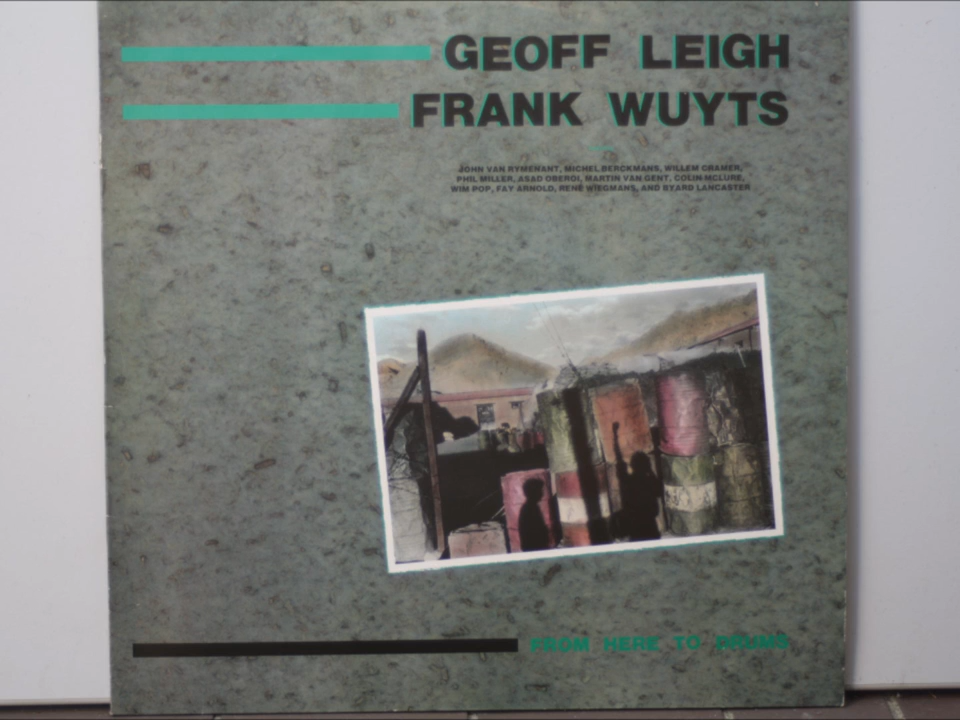 GEOFF LEIGH
FRANK WUYTS
JOHN VAN RYMENANT, MICHEL BERCKMANS, WILLEM CRAMER,
PHIL MILLER, ASAD OBEROI, MARTIN VAN GENT, COLIN MCLURE,
WIM POP, FAY ARNOLD, RENÉ WIEGMANS, AND BYARD LANCASTER
FROM HERE TO DRUMS